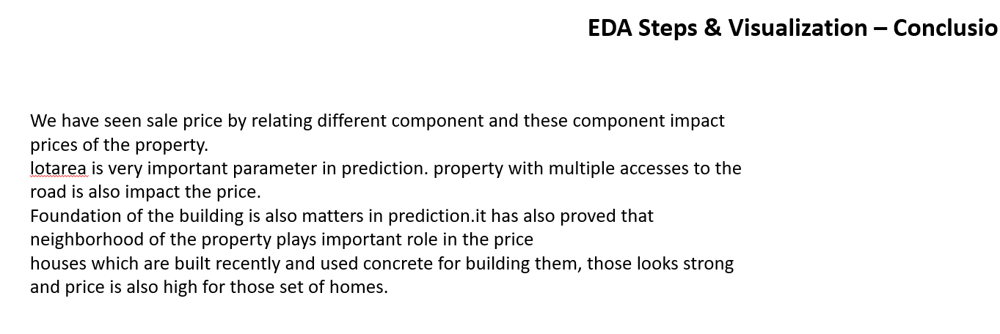 EDA Steps & Visualization – Conclusio
We have seen sale price by relating different component and these component impact
prices of the property.
lotarea is very important parameter in prediction. property with multiple accesses to the
road is also impact the price.
Foundation of the building is also matters in prediction.it has also proved that
neighborhood of the property plays important role in the price
houses which are built recently and used concrete for building them, those looks strong
and price is also high for those set of homes.